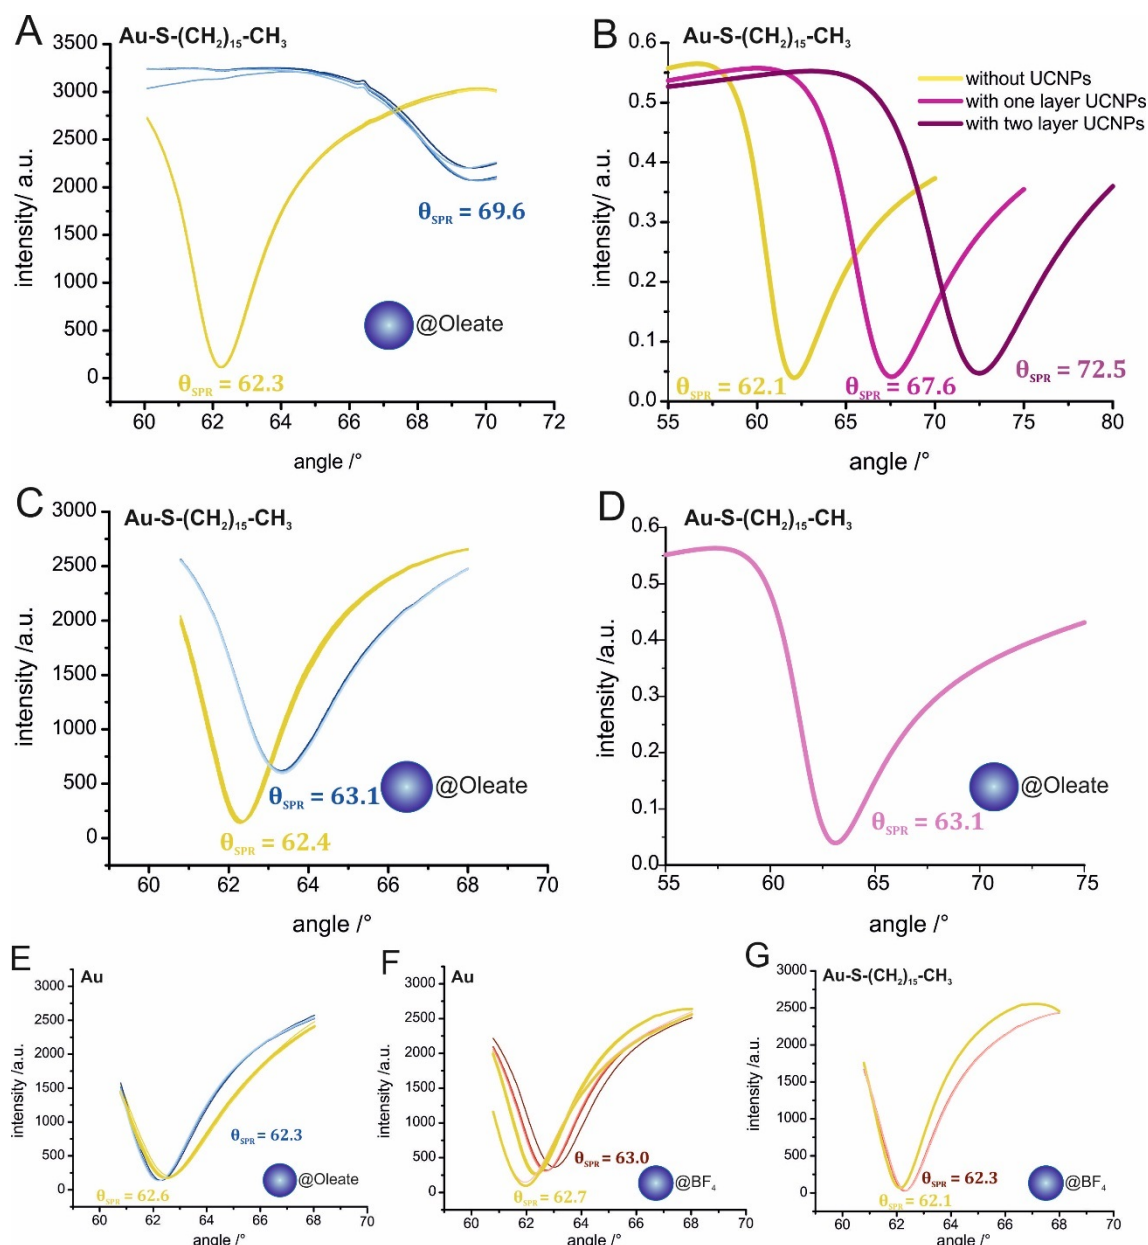 A
Au-S-(CH₂)₁₅-CH₃
3500
3000
2500
2000
1500
1000
500
0
intensity/ a.u.
θSPR = 69.6
@Oleate
θSPR = 62.3
60 62 64 66 68 70 72
angle /°
B
Au-S-(CH₂)₁₅-CH₃
0.6
0.5
0.4
0.3
0.2
0.1
0.0
intensity /a.u.
without UCNPs
with one layer UCNPs
with two layer UCNPs
θSPR = 62.1
θSPR = 67.6
θSPR = 72.5
55 60 65 70 75 80
angle /°
C
Au-S-(CH₂)₁₅-CH₃
3000
2500
2000
1500
1000
500
0
intensity /a.u.
θSPR = 63.1
@Oleate
θSPR = 62.4
60 62 64 66 68 70
angle /°
D
Au-S-(CH₂)₁₅-CH₃
0.6
0.5
0.4
0.3
0.2
0.1
0.0
intensity /a.u.
@Oleate
θSPR = 63.1
55 60 65 70 75
angle /°
E
Au
3000
2500
2000
1500
1000
500
0
intensity /a.u.
θSPR = 62.3
@Oleate
θSPR = 62.6
60 62 64 66 68 70
angle /°
F
Au
3000
2500
2000
1500
1000
500
0
intensity /a.u.
θSPR = 63.0
@BF₄
θSPR = 62.7
60 62 64 66 68 70
angle /°
G
Au-S-(CH₂)₁₅-CH₃
3000
2500
2000
1500
1000
500
0
intensity /a.u.
θSPR = 62.3
@BF₄
θSPR = 62.1
60 62 64 66 68 70
angle /°